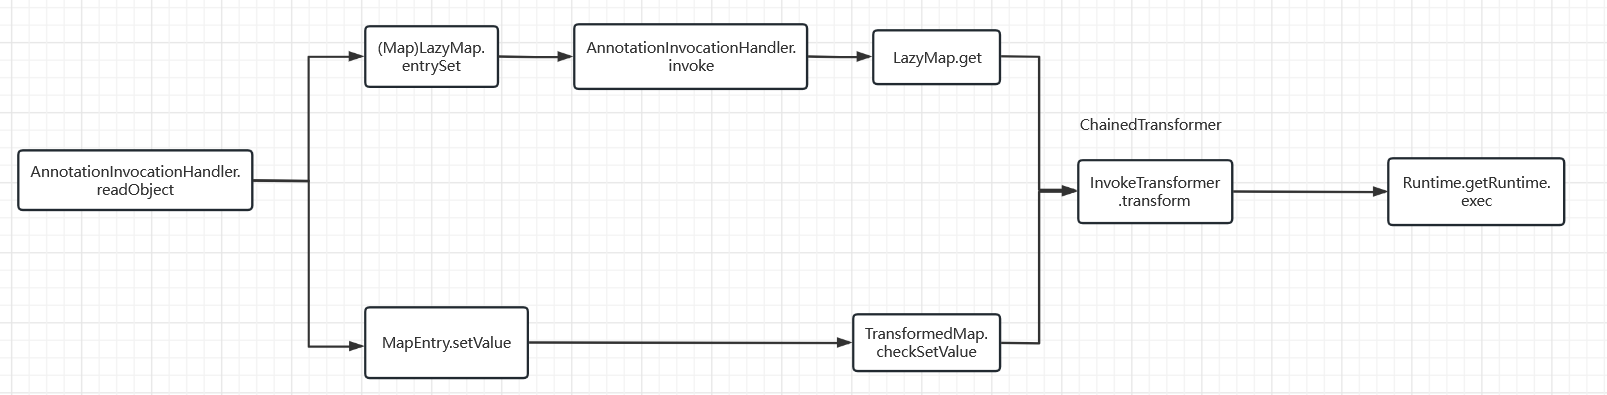 (Map)LazyMap.
entrySet
AnnotationInvocationHandler.
invoke
LazyMap.get
ChainedTransformer
AnnotationInvocationHandler.
readObject
InvokeTransformer
.transform
Runtime.getRuntime.
exec
MapEntry.setValue
TransformedMap.
checkSetValue